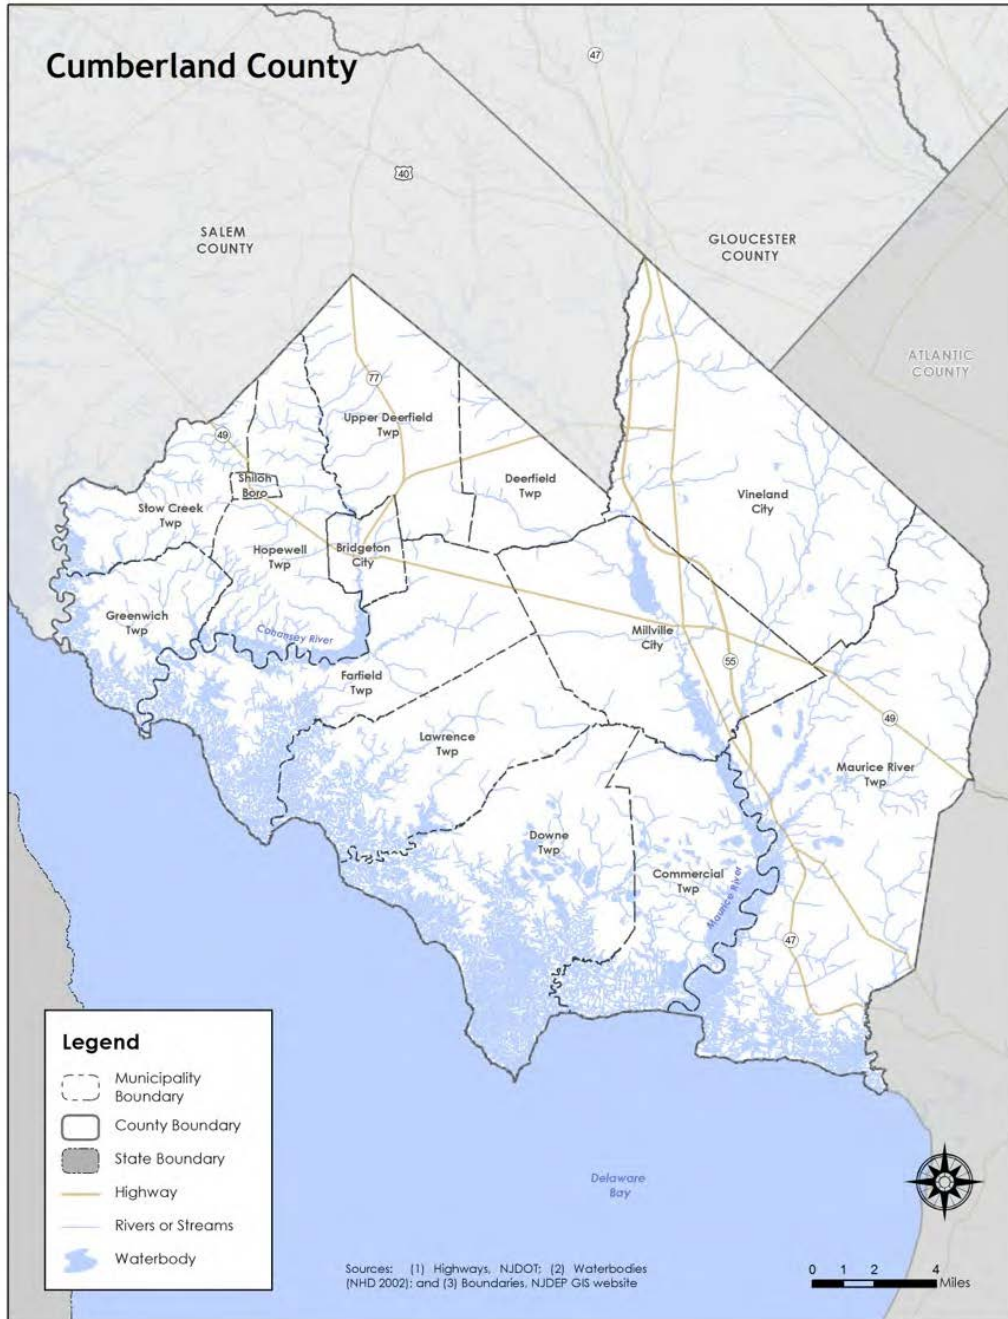 Cumberland County
47
40
SALEM
COUNTY
GLOUCESTER
COUNTY
ATLANTIC
COUNTY
77
Upper Deerfield
Twp
49
Shiloh
Boro
Deerfield
Twp
Vineland
City
Stow Creek
Twp
Hopewell
Twp
Bridgeton
City
Greenwich
Twp
Cohansey River
Millville
City
55
Farfield
Twp
49
Lawrence
Twp
Maurice River
Twp
Downe
Twp
Commercial
Twp
Maurice River
47
Legend
Municipality
Boundary
County Boundary
State Boundary
Highway
Rivers or Streams
Waterbody
Delaware
Bay
Sources: (1) Highways, NJDOT; (2) Waterbodies
(NHD 2002); and (3) Boundaries, NJDEP GIS website
0 1 2 4
Miles